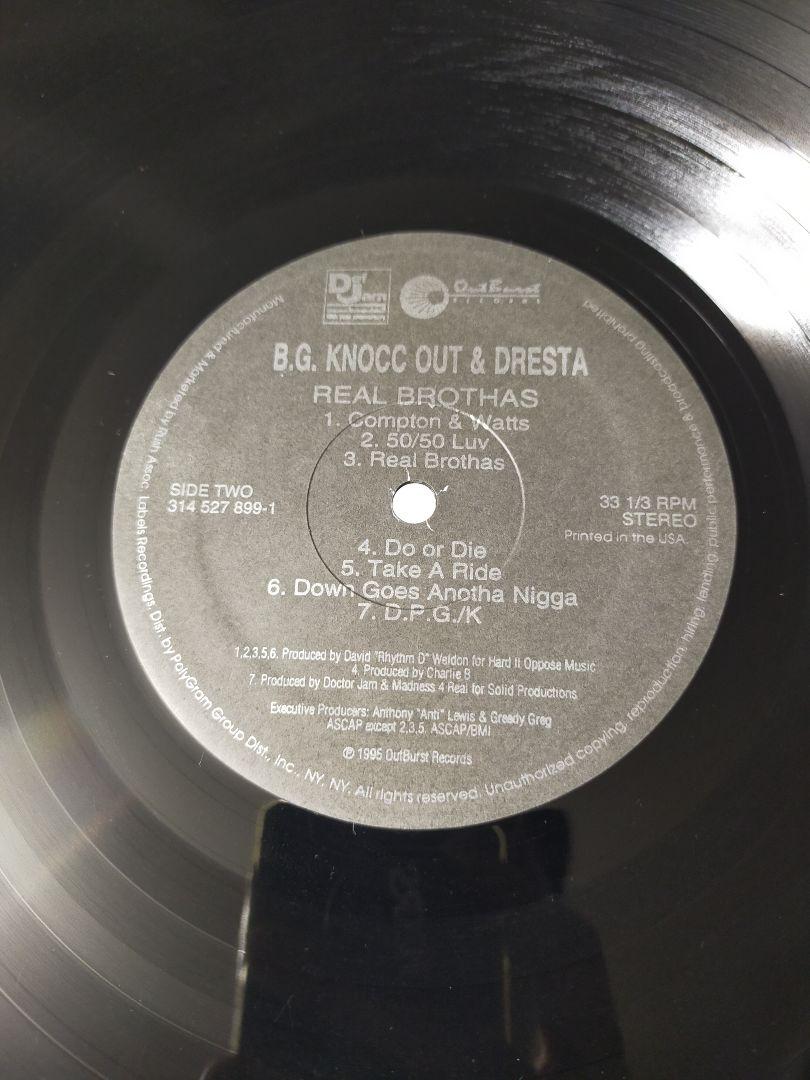 Def Jam
OutBurst
RECORDS
B.G. KNOCC OUT & DRESTA
REAL BROTHAS
1. Compton & Watts
2. 50/50 Luv
3. Real Brothas
SIDE TWO
314 527 899-1
33 1/3 RPM
STEREO
Printed in the USA.
4. Do or Die
5. Take A Ride
6. Down Goes Anotha Nigga
7. D.P.G./K
1,2,3,5,6. Produced by David "Rhythm D" Weldon for Hard II Oppose Music
4. Produced by Charlie B
7. Produced by Doctor Jam & Madness 4 Real for Solid Productions
Executive Producers: Anthony "Anti" Lewis & Greedy Greg
ASCAP except 2,3,5. ASCAP/BMI
℗ 1995 OutBurst Records
Manufactured & Marketed by Rush Assoc. Labels Recordings, Dist. by PolyGram Group Dist., Inc., NY, NY. All rights reserved. Unauthorized copying, reproduction, hiring, lending, public performance & broadcasting prohibited